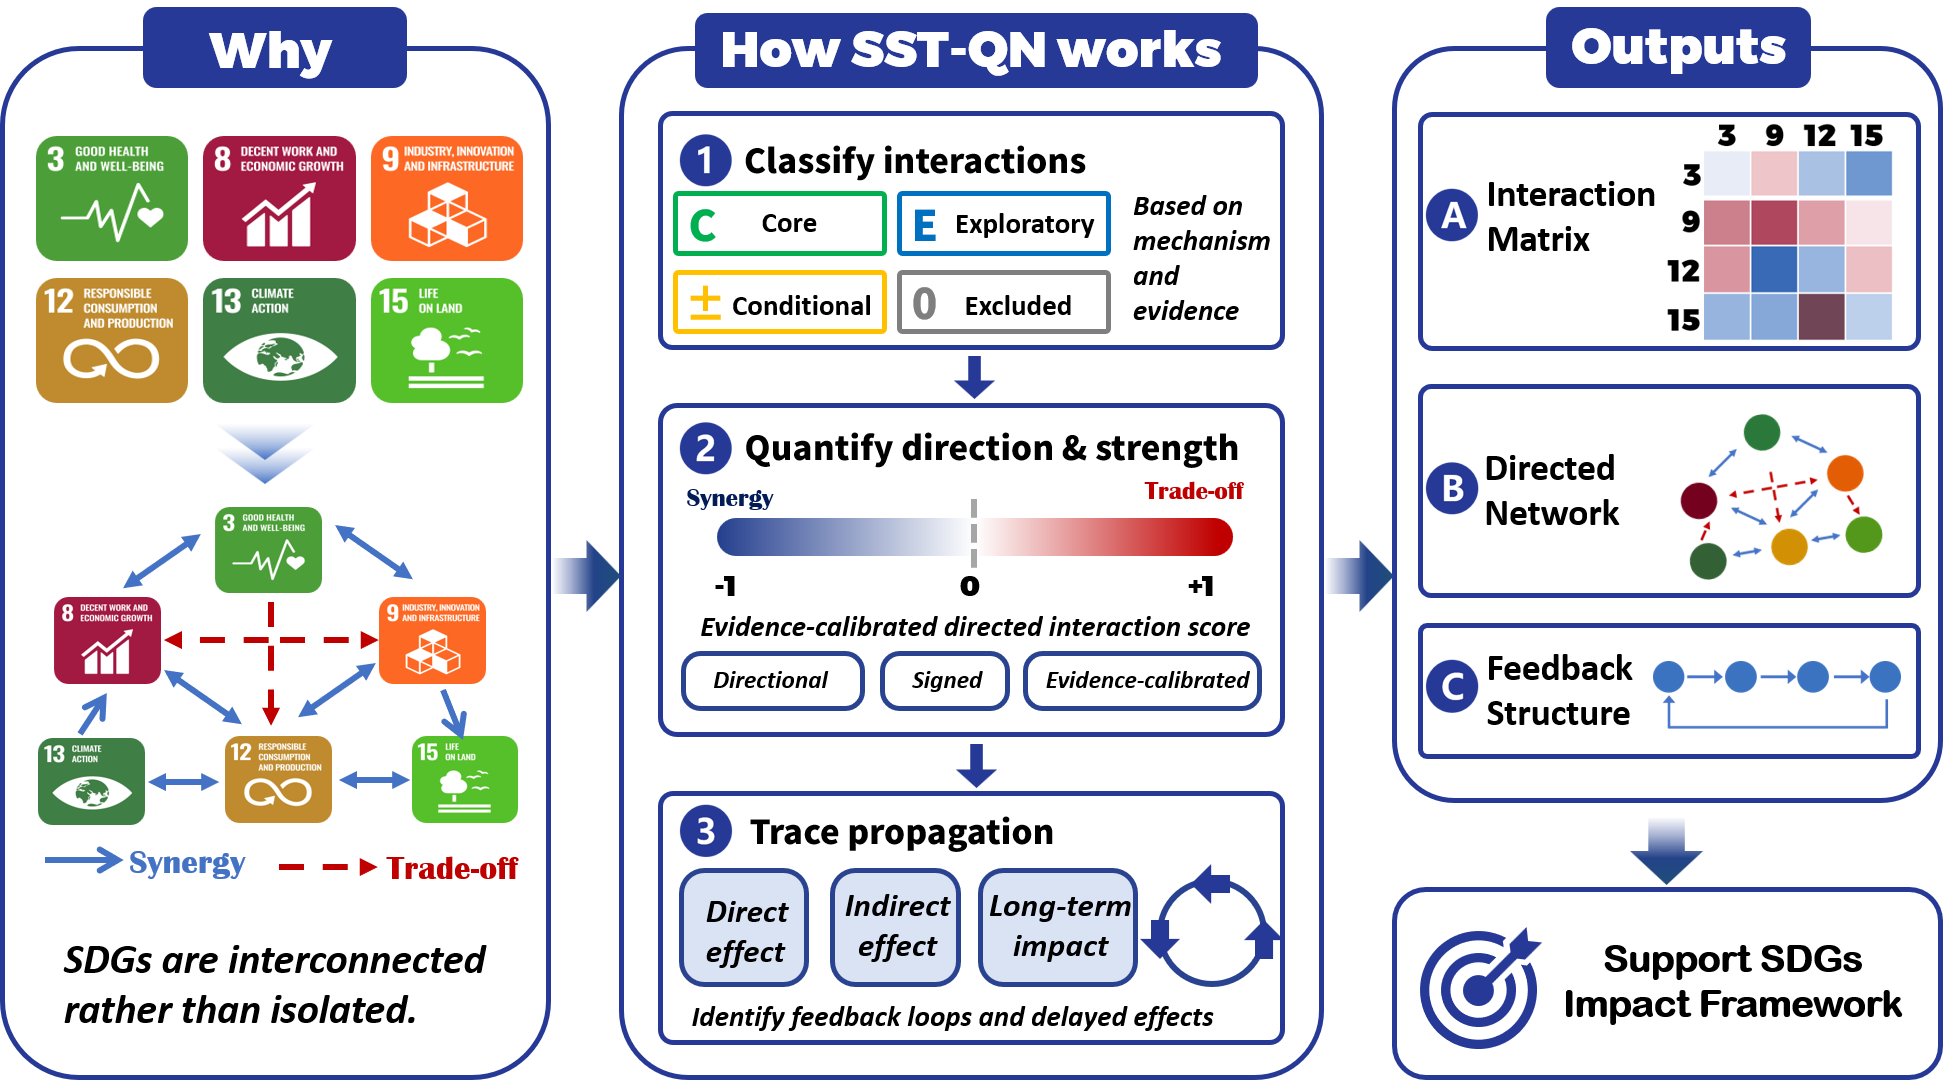 Why
3 GOOD HEALTH
AND WELL-BEING
8 DECENT WORK AND
ECONOMIC GROWTH
9 INDUSTRY, INNOVATION
AND INFRASTRUCTURE
12 RESPONSIBLE
CONSUMPTION
AND PRODUCTION
13 CLIMATE
ACTION
15 LIFE
ON LAND
3 GOOD HEALTH
AND WELL-BEING
8 DECENT WORK AND
ECONOMIC GROWTH
9 INDUSTRY, INNOVATION
AND INFRASTRUCTURE
13 CLIMATE
ACTION
12 RESPONSIBLE
CONSUMPTION
AND PRODUCTION
15 LIFE
ON LAND
Synergy
Trade-off
SDGs are interconnected
rather than isolated.
How SST-QN works
1 Classify interactions
C Core
E Exploratory
± Conditional
0 Excluded
Based on
mechanism
and
evidence
2 Quantify direction & strength
Synergy
Trade-off
-1 0 +1
Evidence-calibrated directed interaction score
Directional
Signed
Evidence-calibrated
3 Trace propagation
Direct
effect
Indirect
effect
Long-term
impact
Identify feedback loops and delayed effects
Outputs
A Interaction
Matrix
3 9 12 15
3
9
12
15
B Directed
Network
C Feedback
Structure
Support SDGs
Impact Framework